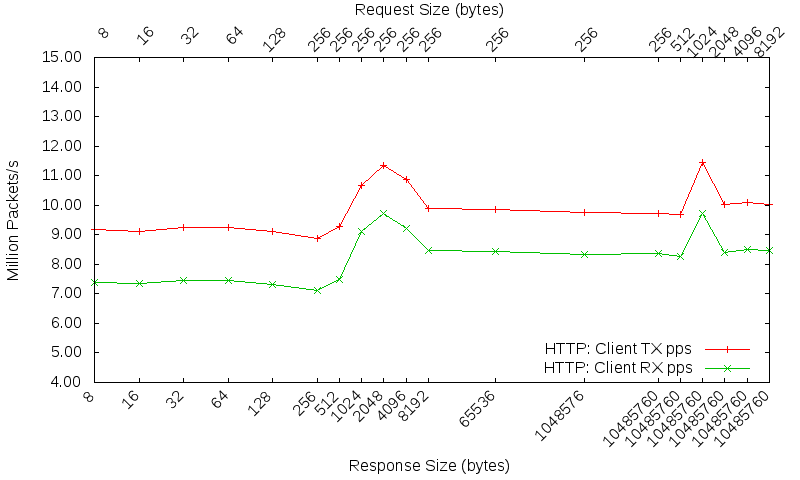 Request Size (bytes)
8 16 32 64 128 256 256 256 256 256 256 256 256 256 512 1024 2048 4096 8192
15.00
14.00
13.00
12.00
11.00
10.00
9.00
8.00
7.00
6.00
5.00
4.00
Million Packets/s
HTTP: Client TX pps
HTTP: Client RX pps
8 16 32 64 128 256 512 1024 2048 4096 8192 65536 1048576 10485760 10485760 10485760 10485760 10485760 10485760
Response Size (bytes)